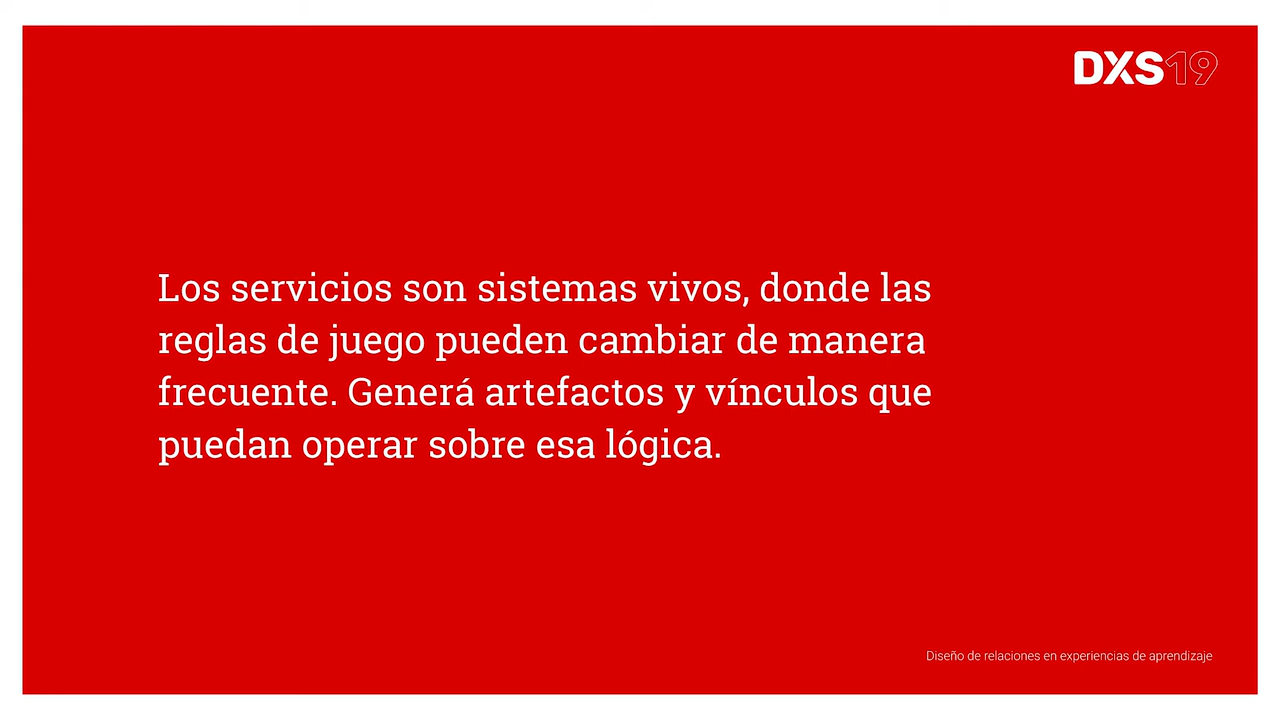 DXS19
Los servicios son sistemas vivos, donde las
reglas de juego pueden cambiar de manera
frecuente. Generá artefactos y vínculos que
puedan operar sobre esa lógica.
Diseño de relaciones en experiencias de aprendizaje